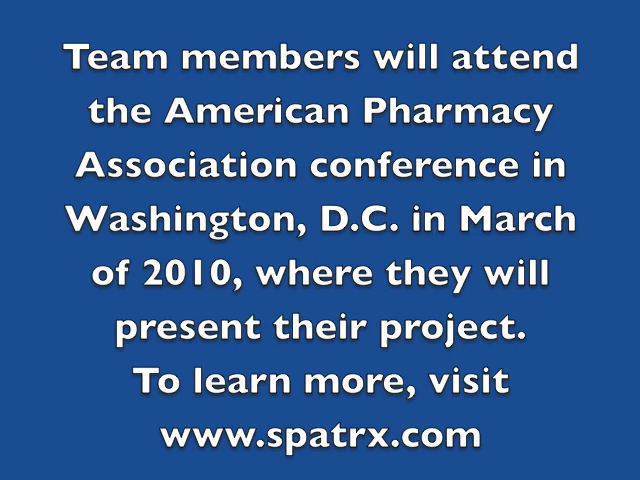 Team members will attend
the American Pharmacy
Association conference in
Washington, D.C. in March
of 2010, where they will
present their project.
To learn more, visit
www.spatrx.com